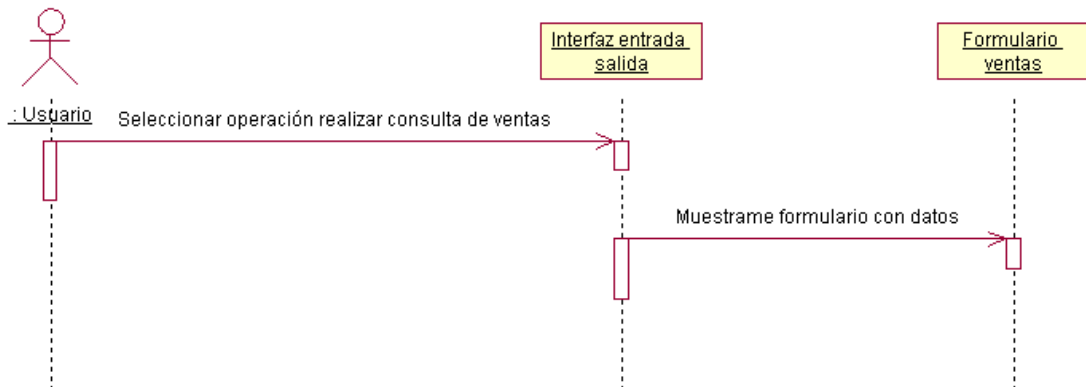 Interfaz entrada
salida
Formulario
ventas
: Usuario
Seleccionar operación realizar consulta de ventas
Muestrame formulario con datos